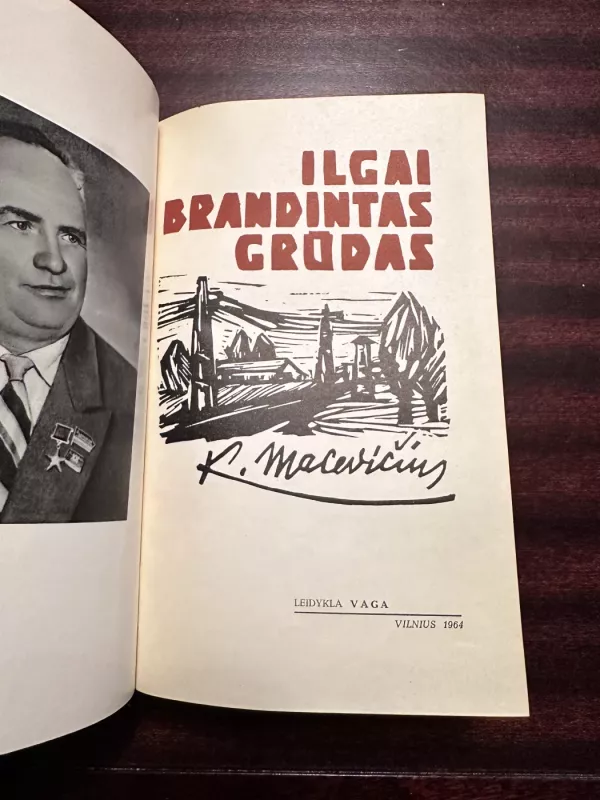 ILGAI
BRANDINTAS
GRŪDAS
K. Macevičius
LEIDYKLA VAGA
VILNIUS 1964